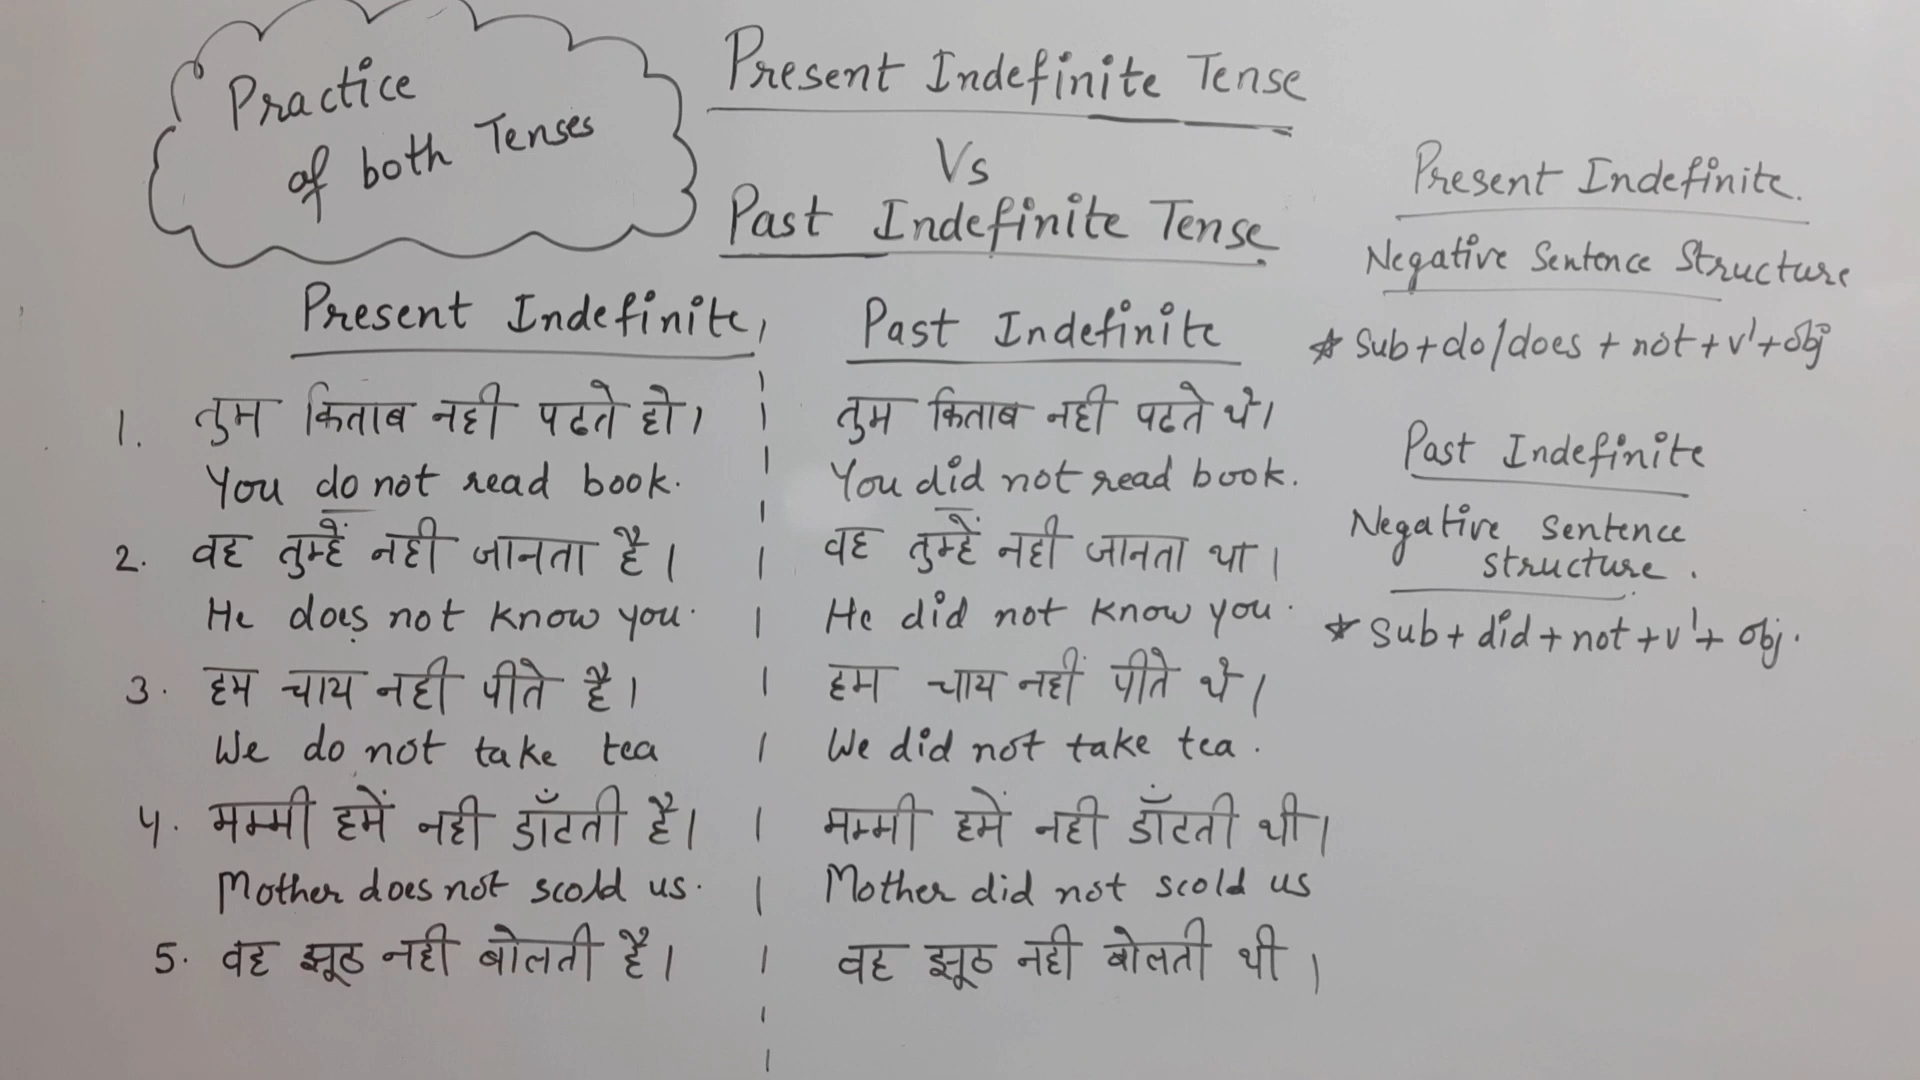 Practice
of both Tenses
Present Indefinite Tense
Vs
Past Indefinite Tense
Present Indefinite
1. तुम किताब नही पढते हो।
You do not read book.
2. वह तुम्हें नही जानता है।
He does not know you.
3. हम चाय नही पीते है।
We do not take tea
4. मम्मी हमें नही डाँटती है।
Mother does not scold us.
5. वह झूठ नही बोलती है।
Past Indefinite
तुम किताब नही पढते थे।
You did not read book.
वह तुम्हें नही जानता था।
He did not know you.
हम चाय नहीं पीते थे।
We did not take tea.
मम्मी हमें नही डाँटती थी।
Mother did not scold us
वह झूठ नही बोलती थी।
Present Indefinite.
Negative Sentence Structure
* Sub + do/does + not + v¹ + obj
Past Indefinite
Negative Sentence
structure.
* Sub + did + not + v¹ + obj.